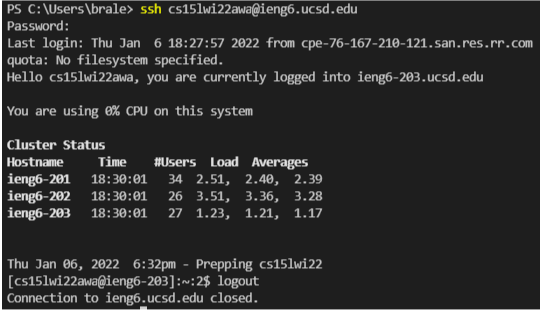 PS C:\Users\brale> ssh cs15lwi22awa@ieng6.ucsd.edu
Password:
Last login: Thu Jan  6 18:27:57 2022 from cpe-76-167-210-121.san.res.rr.com
quota: No filesystem specified.
Hello cs15lwi22awa, you are currently logged into ieng6-203.ucsd.edu
You are using 0% CPU on this system
Cluster Status
Hostname     Time    #Users  Load  Averages
ieng6-201   18:30:01   34  2.51,  2.40,  2.39
ieng6-202   18:30:01   26  3.51,  3.36,  3.28
ieng6-203   18:30:01   27  1.23,  1.21,  1.17
Thu Jan 06, 2022  6:32pm - Prepping cs15lwi22
[cs15lwi22awa@ieng6-203]:~:2$ logout
Connection to ieng6.ucsd.edu closed.